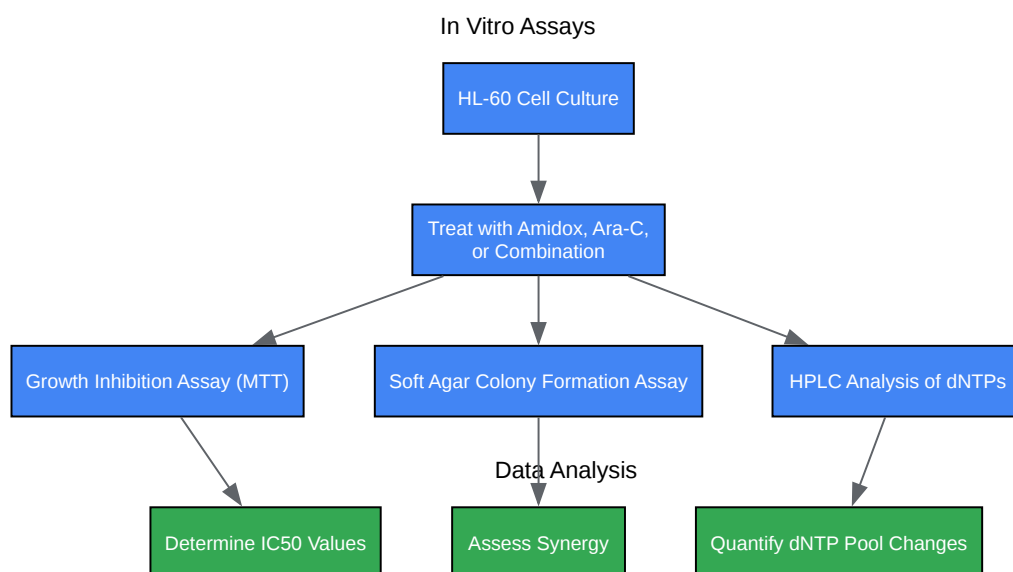 In Vitro Assays
HL-60 Cell Culture
Treat with Amidox, Ara-C,
or Combination
Growth Inhibition Assay (MTT)
Soft Agar Colony Formation Assay
HPLC Analysis of dNTPs
Data Analysis
Determine IC50 Values
Assess Synergy
Quantify dNTP Pool Changes